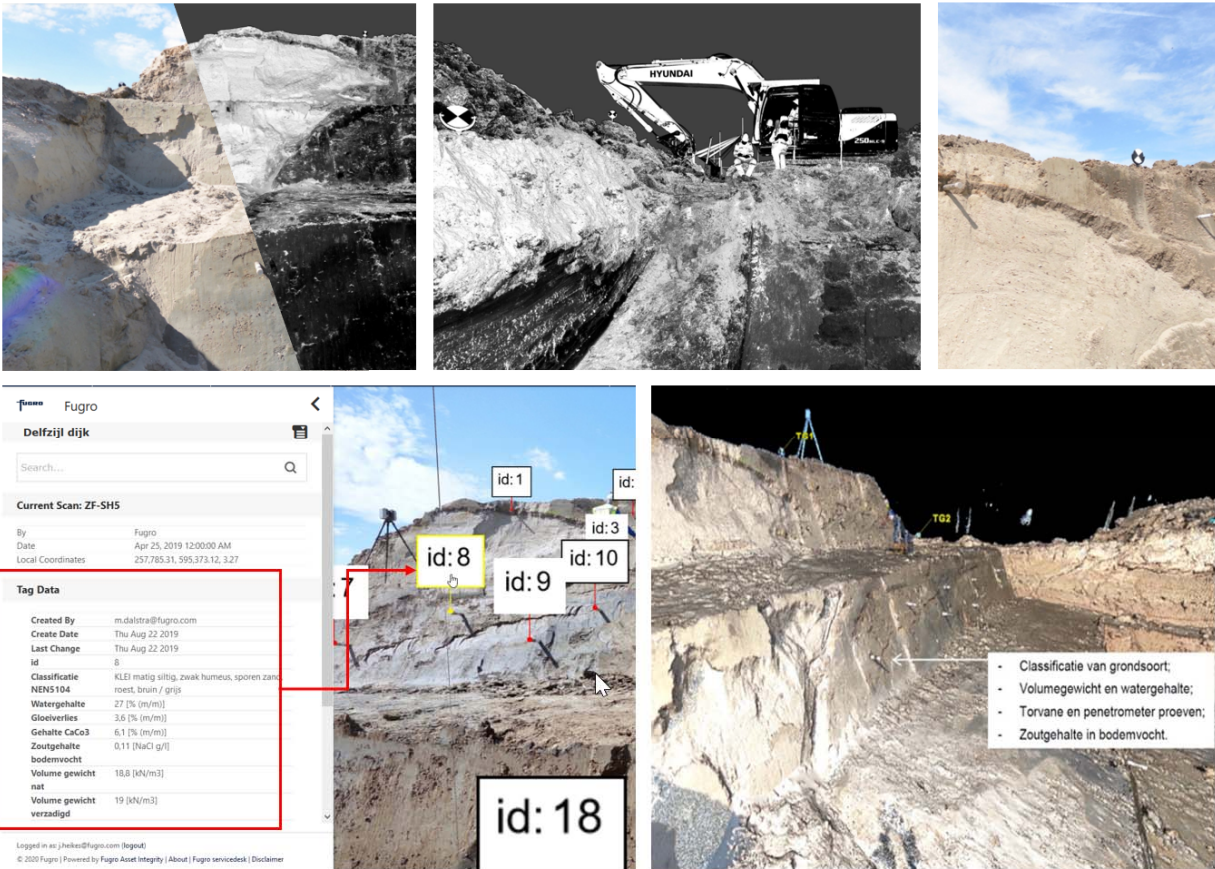 HYUNDAI
250 NLC-9
FUGRO Fugro
Delfzijl dijk
Search...
Current Scan: ZF-SH5
By Fugro
Date Apr 25, 2019 12:00:00 AM
Local Coordinates 257,785.31, 595,373.12, 3.27
Tag Data
Created By m.dalstra@fugro.com
Create Date Thu Aug 22 2019
Last Change Thu Aug 22 2019
id 8
Classificatie KLEI matig siltig, zwak humeus, sporen zand,
NEN5104 roest, bruin / grijs
Watergehalte 27 [% (m/m)]
Gloeiverlies 3,6 [% (m/m)]
Gehalte CaCo3 6,1 [% (m/m)]
Zoutgehalte 0,11 [NaCl g/l]
bodemvocht
Volume gewicht 18,8 [kN/m3]
nat
Volume gewicht 19 [kN/m3]
verzadigd
Logged in as: j.heikes@fugro.com (logout)
© 2020 Fugro | Powered by Fugro Asset Integrity | About | Fugro servicedesk | Disclaimer
id: 1
id:
id: 3
id: 10
id: 8
id: 9
: 7
id: 18
TG1
TG2
- Classificatie van grondsoort;
- Volumegewicht en watergehalte;
- Torvane en penetrometer proeven;
- Zoutgehalte in bodemvocht.